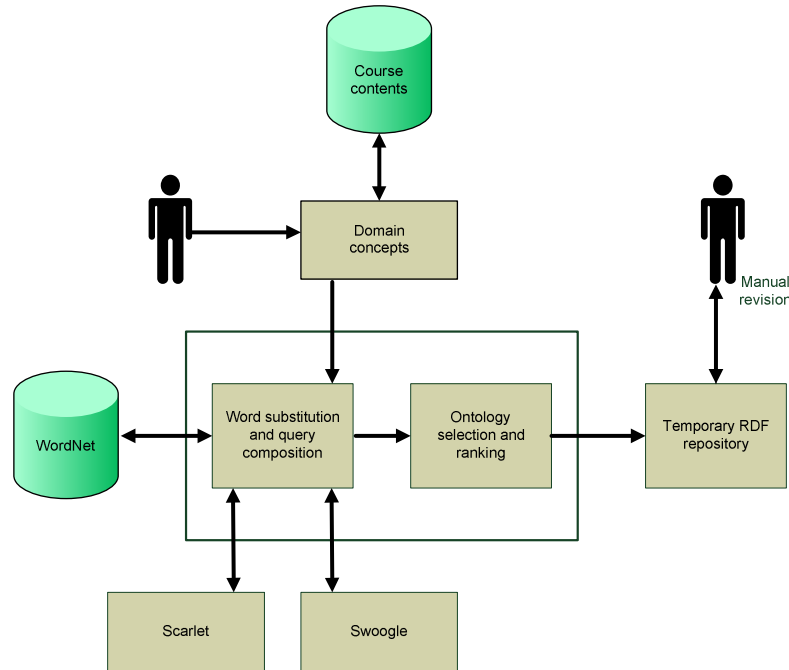 Course
contents
Domain
concepts
Manual
revision
WordNet
Word substitution
and query
composition
Ontology
selection and
ranking
Temporary RDF
repository
Scarlet
Swoogle